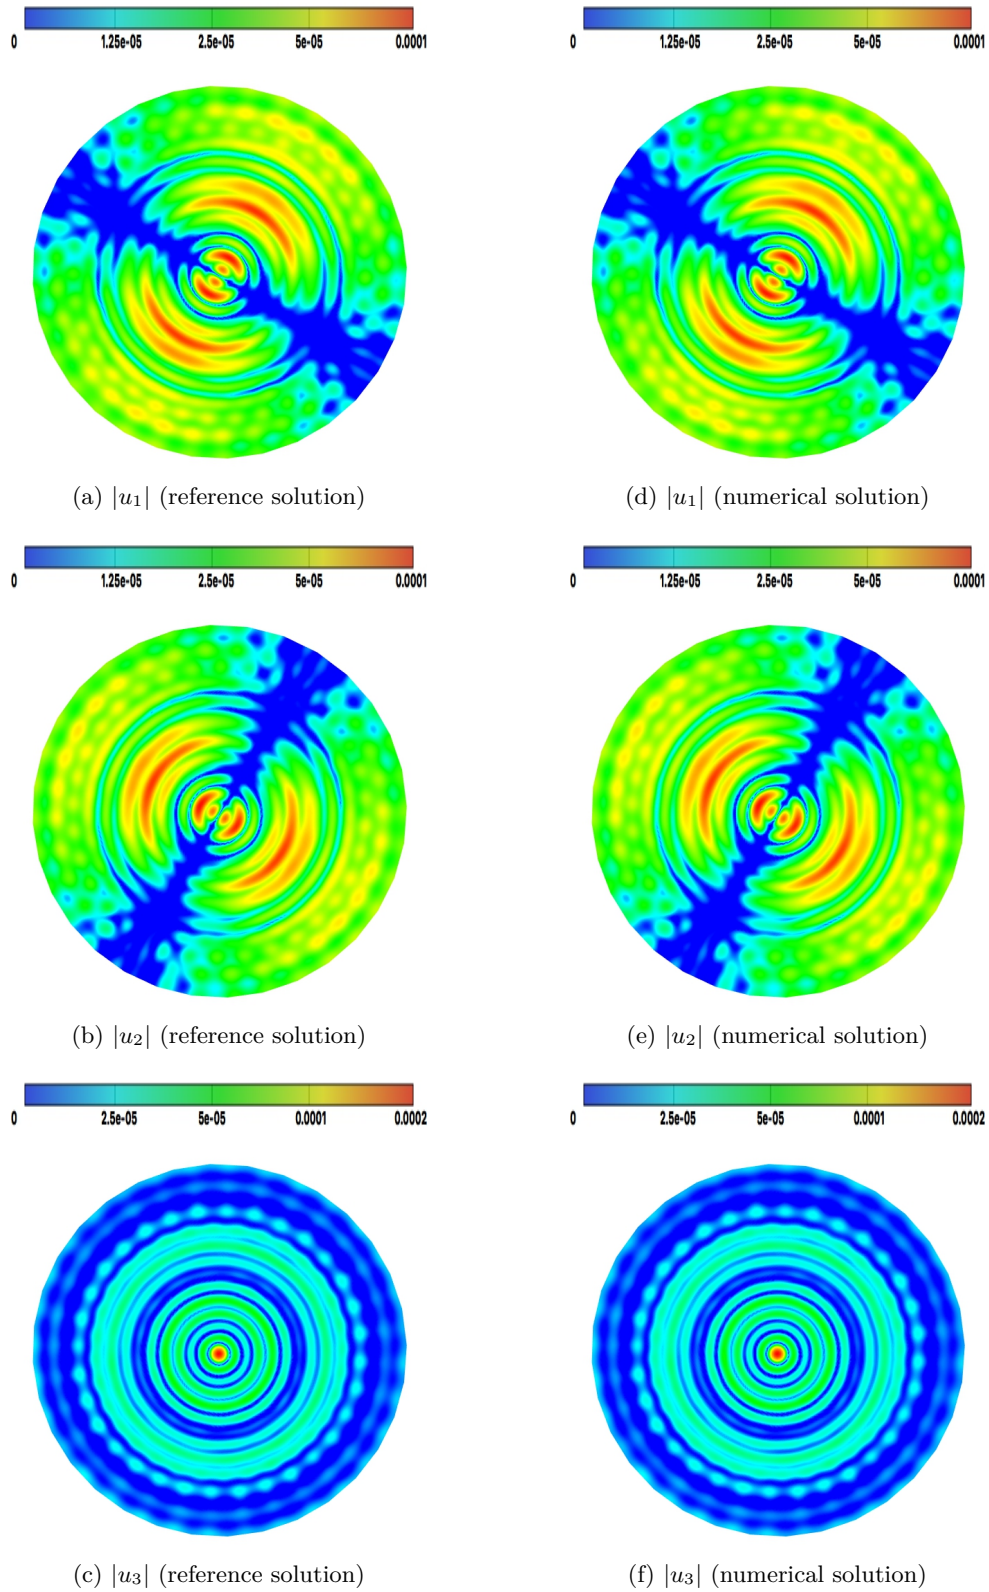 0 1.25e-05 2.5e-05 5e-05 0.0001
0 1.25e-05 2.5e-05 5e-05 0.0001
(a) |u₁| (reference solution)
(d) |u₁| (numerical solution)
0 1.25e-05 2.5e-05 5e-05 0.0001
0 1.25e-05 2.5e-05 5e-05 0.0001
(b) |u₂| (reference solution)
(e) |u₂| (numerical solution)
0 2.5e-05 5e-05 0.0001 0.0002
0 2.5e-05 5e-05 0.0001 0.0002
(c) |u₃| (reference solution)
(f) |u₃| (numerical solution)